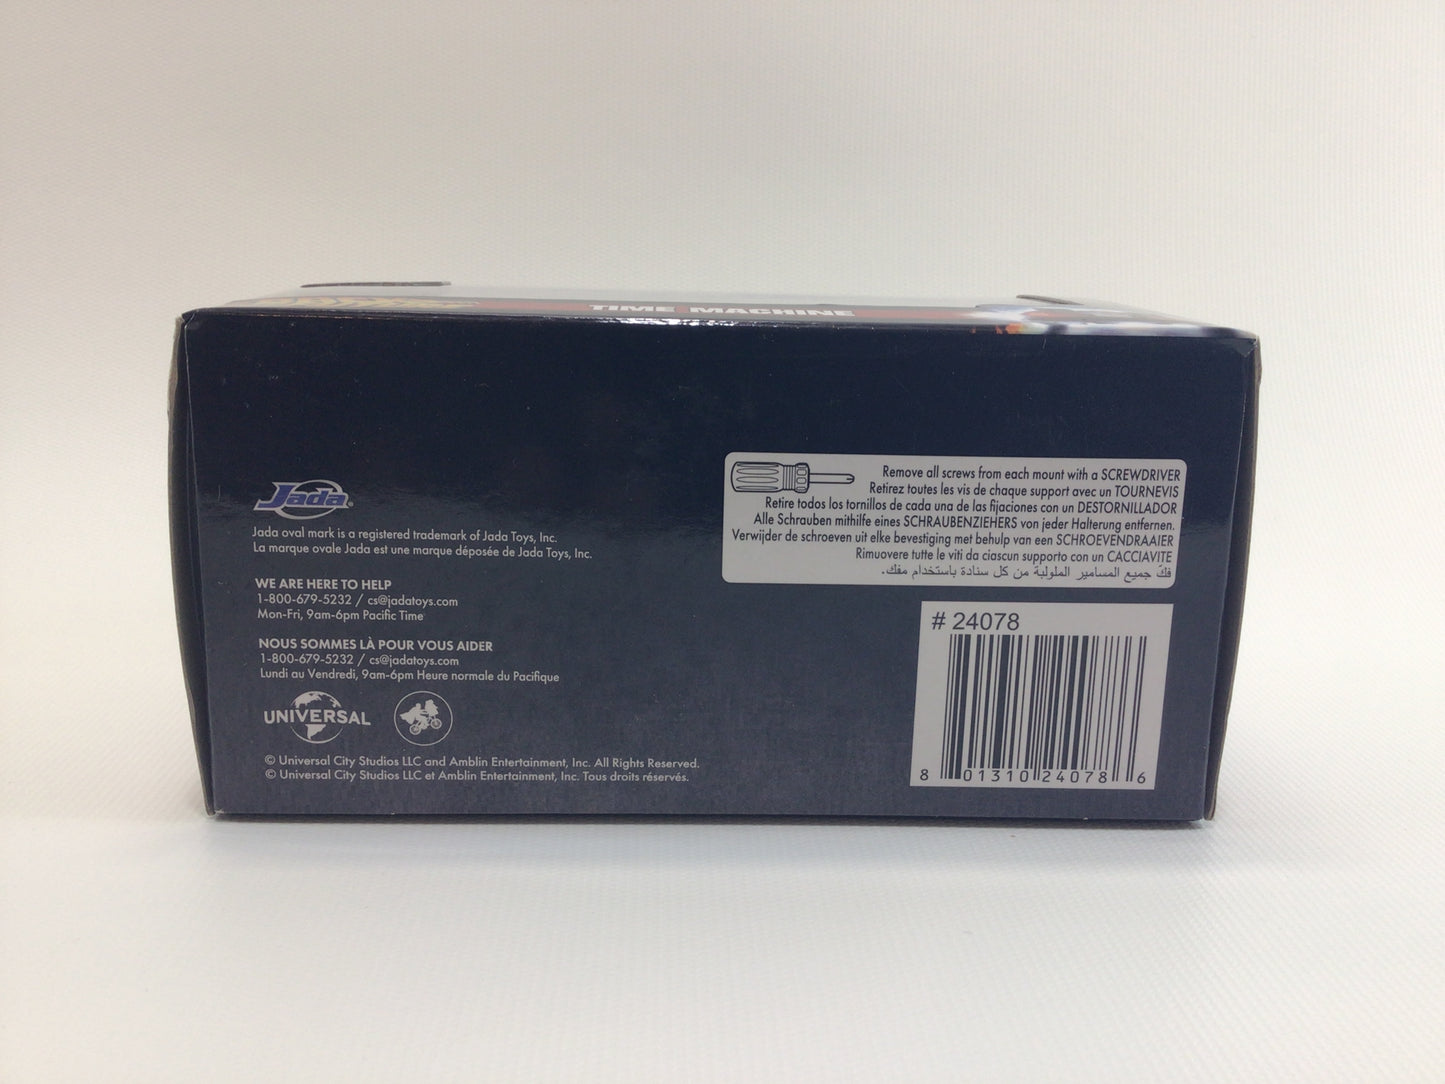 TIME MACHINE
Jada®
Jada oval mark is a registered trademark of Jada Toys, Inc.
La marque ovale Jada est une marque déposée de Jada Toys, Inc.
WE ARE HERE TO HELP
1-800-679-5232 / cs@jadatoys.com
Mon-Fri, 9am-6pm Pacific Time
NOUS SOMMES LÀ POUR VOUS AIDER
1-800-679-5232 / cs@jadatoys.com
Lundi au Vendredi, 9am-6pm Heure normale du Pacifique
UNIVERSAL
© Universal City Studios LLC and Amblin Entertainment, Inc. All Rights Reserved.
© Universal City Studios LLC et Amblin Entertainment, Inc. Tous droits réservés.
Remove all screws from each mount with a SCREWDRIVER
Retirez toutes les vis de chaque support avec un TOURNEVIS
Retire todos los tornillos de cada una de las fijaciones con un DESTORNILLADOR
Alle Schrauben mithilfe eines SCHRAUBENZIEHERS von jeder Halterung entfernen.
Verwijder de schroeven uit elke bevestiging met behulp van een SCHROEVENDRAAIER
Rimuovere tutte le viti da ciascun supporto con un CACCIAVITE
فكّ جميع المسامير الملولبة من كل سنادة باستخدام مفك.
# 24078
8 01310 24078 6